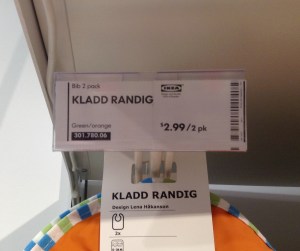 Bib 2 pack
KLADD RANDIG
IKEA
Green/orange
301.780.06
$2.99/2 pk
KLADD RANDIG
Design Lena Håkanson
2x